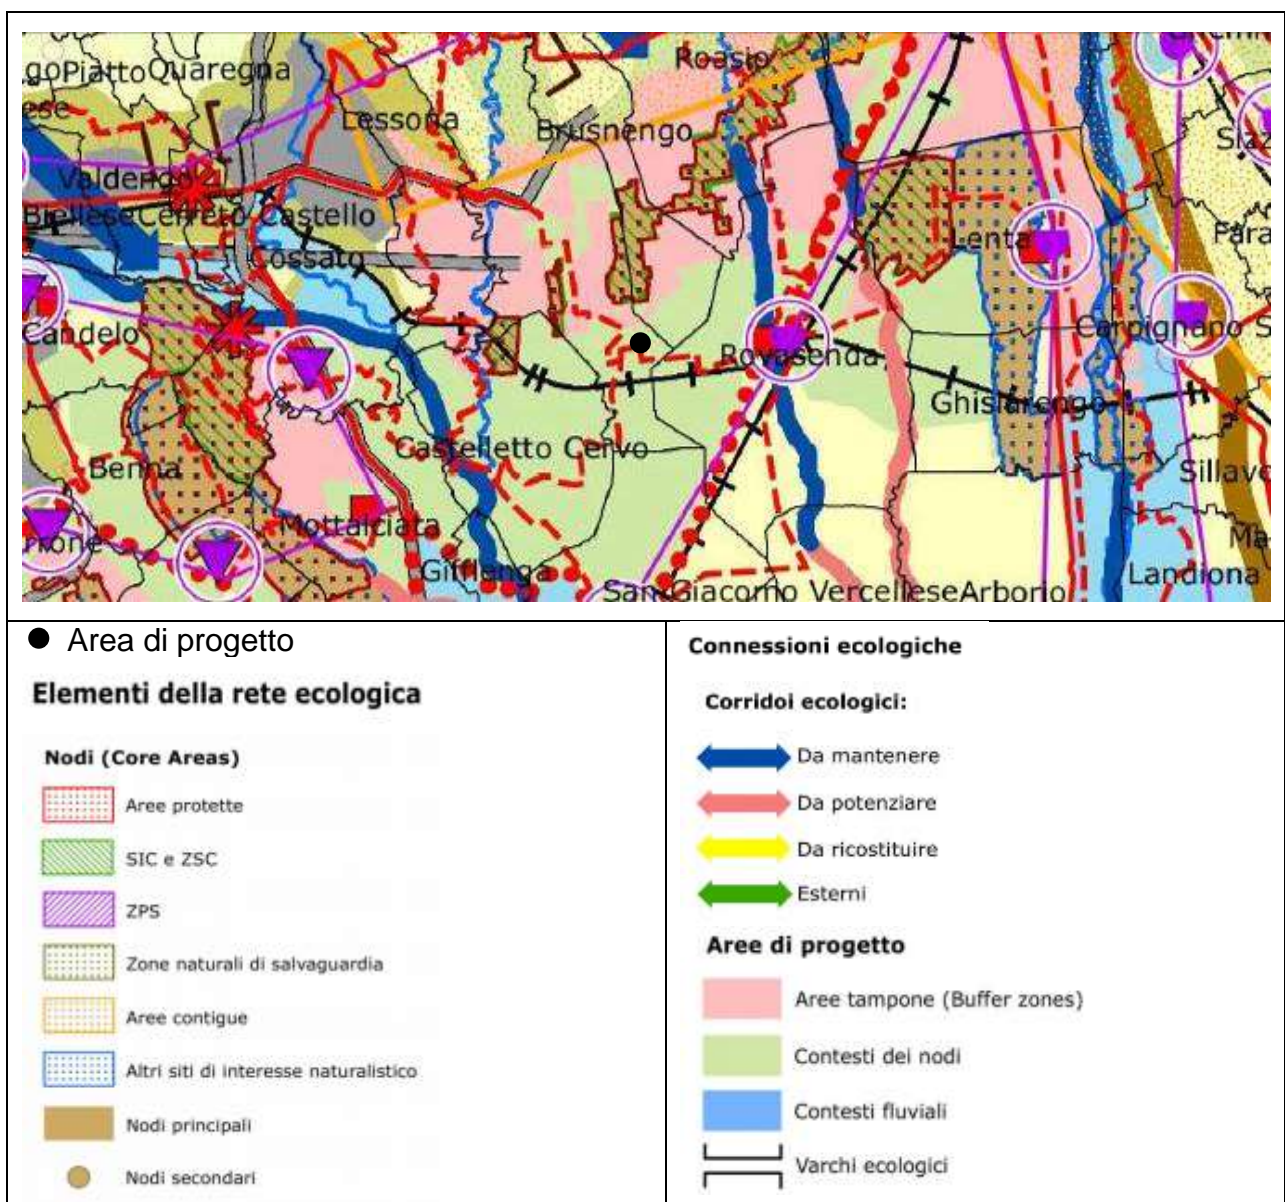 Roasio
Piatto Quaregna
Lessona
Brusnengo
Valdengo
Biellese Cerreto Castello
Cossato
Lenta
Candelo
Rovasenda
Carpignano S
Ghislarengo
Castelletto Cervo
Benna
Mottalciata
Gifflenga
San Giacomo Vercellese Arborio
Landiona
● Area di progetto
Elementi della rete ecologica
Nodi (Core Areas)
Aree protette
SIC e ZSC
ZPS
Zone naturali di salvaguardia
Aree contigue
Altri siti di interesse naturalistico
Nodi principali
Nodi secondari
Connessioni ecologiche
Corridoi ecologici:
Da mantenere
Da potenziare
Da ricostituire
Esterni
Aree di progetto
Aree tampone (Buffer zones)
Contesti dei nodi
Contesti fluviali
Varchi ecologici